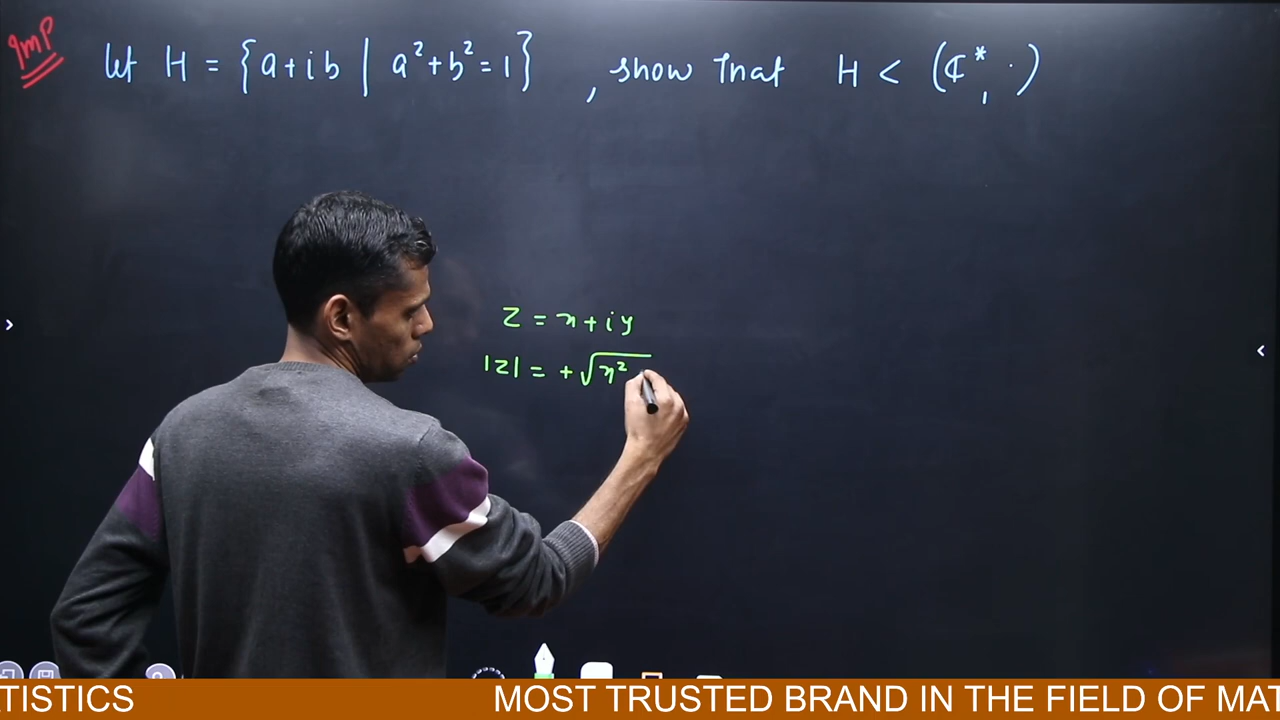 Imp
let H = {a+ib | a²+b²=1} , show that H < (ℂ*, ·)
z = x+iy
|z| = +√x²
TISTICS MOST TRUSTED BRAND IN THE FIELD OF MAT